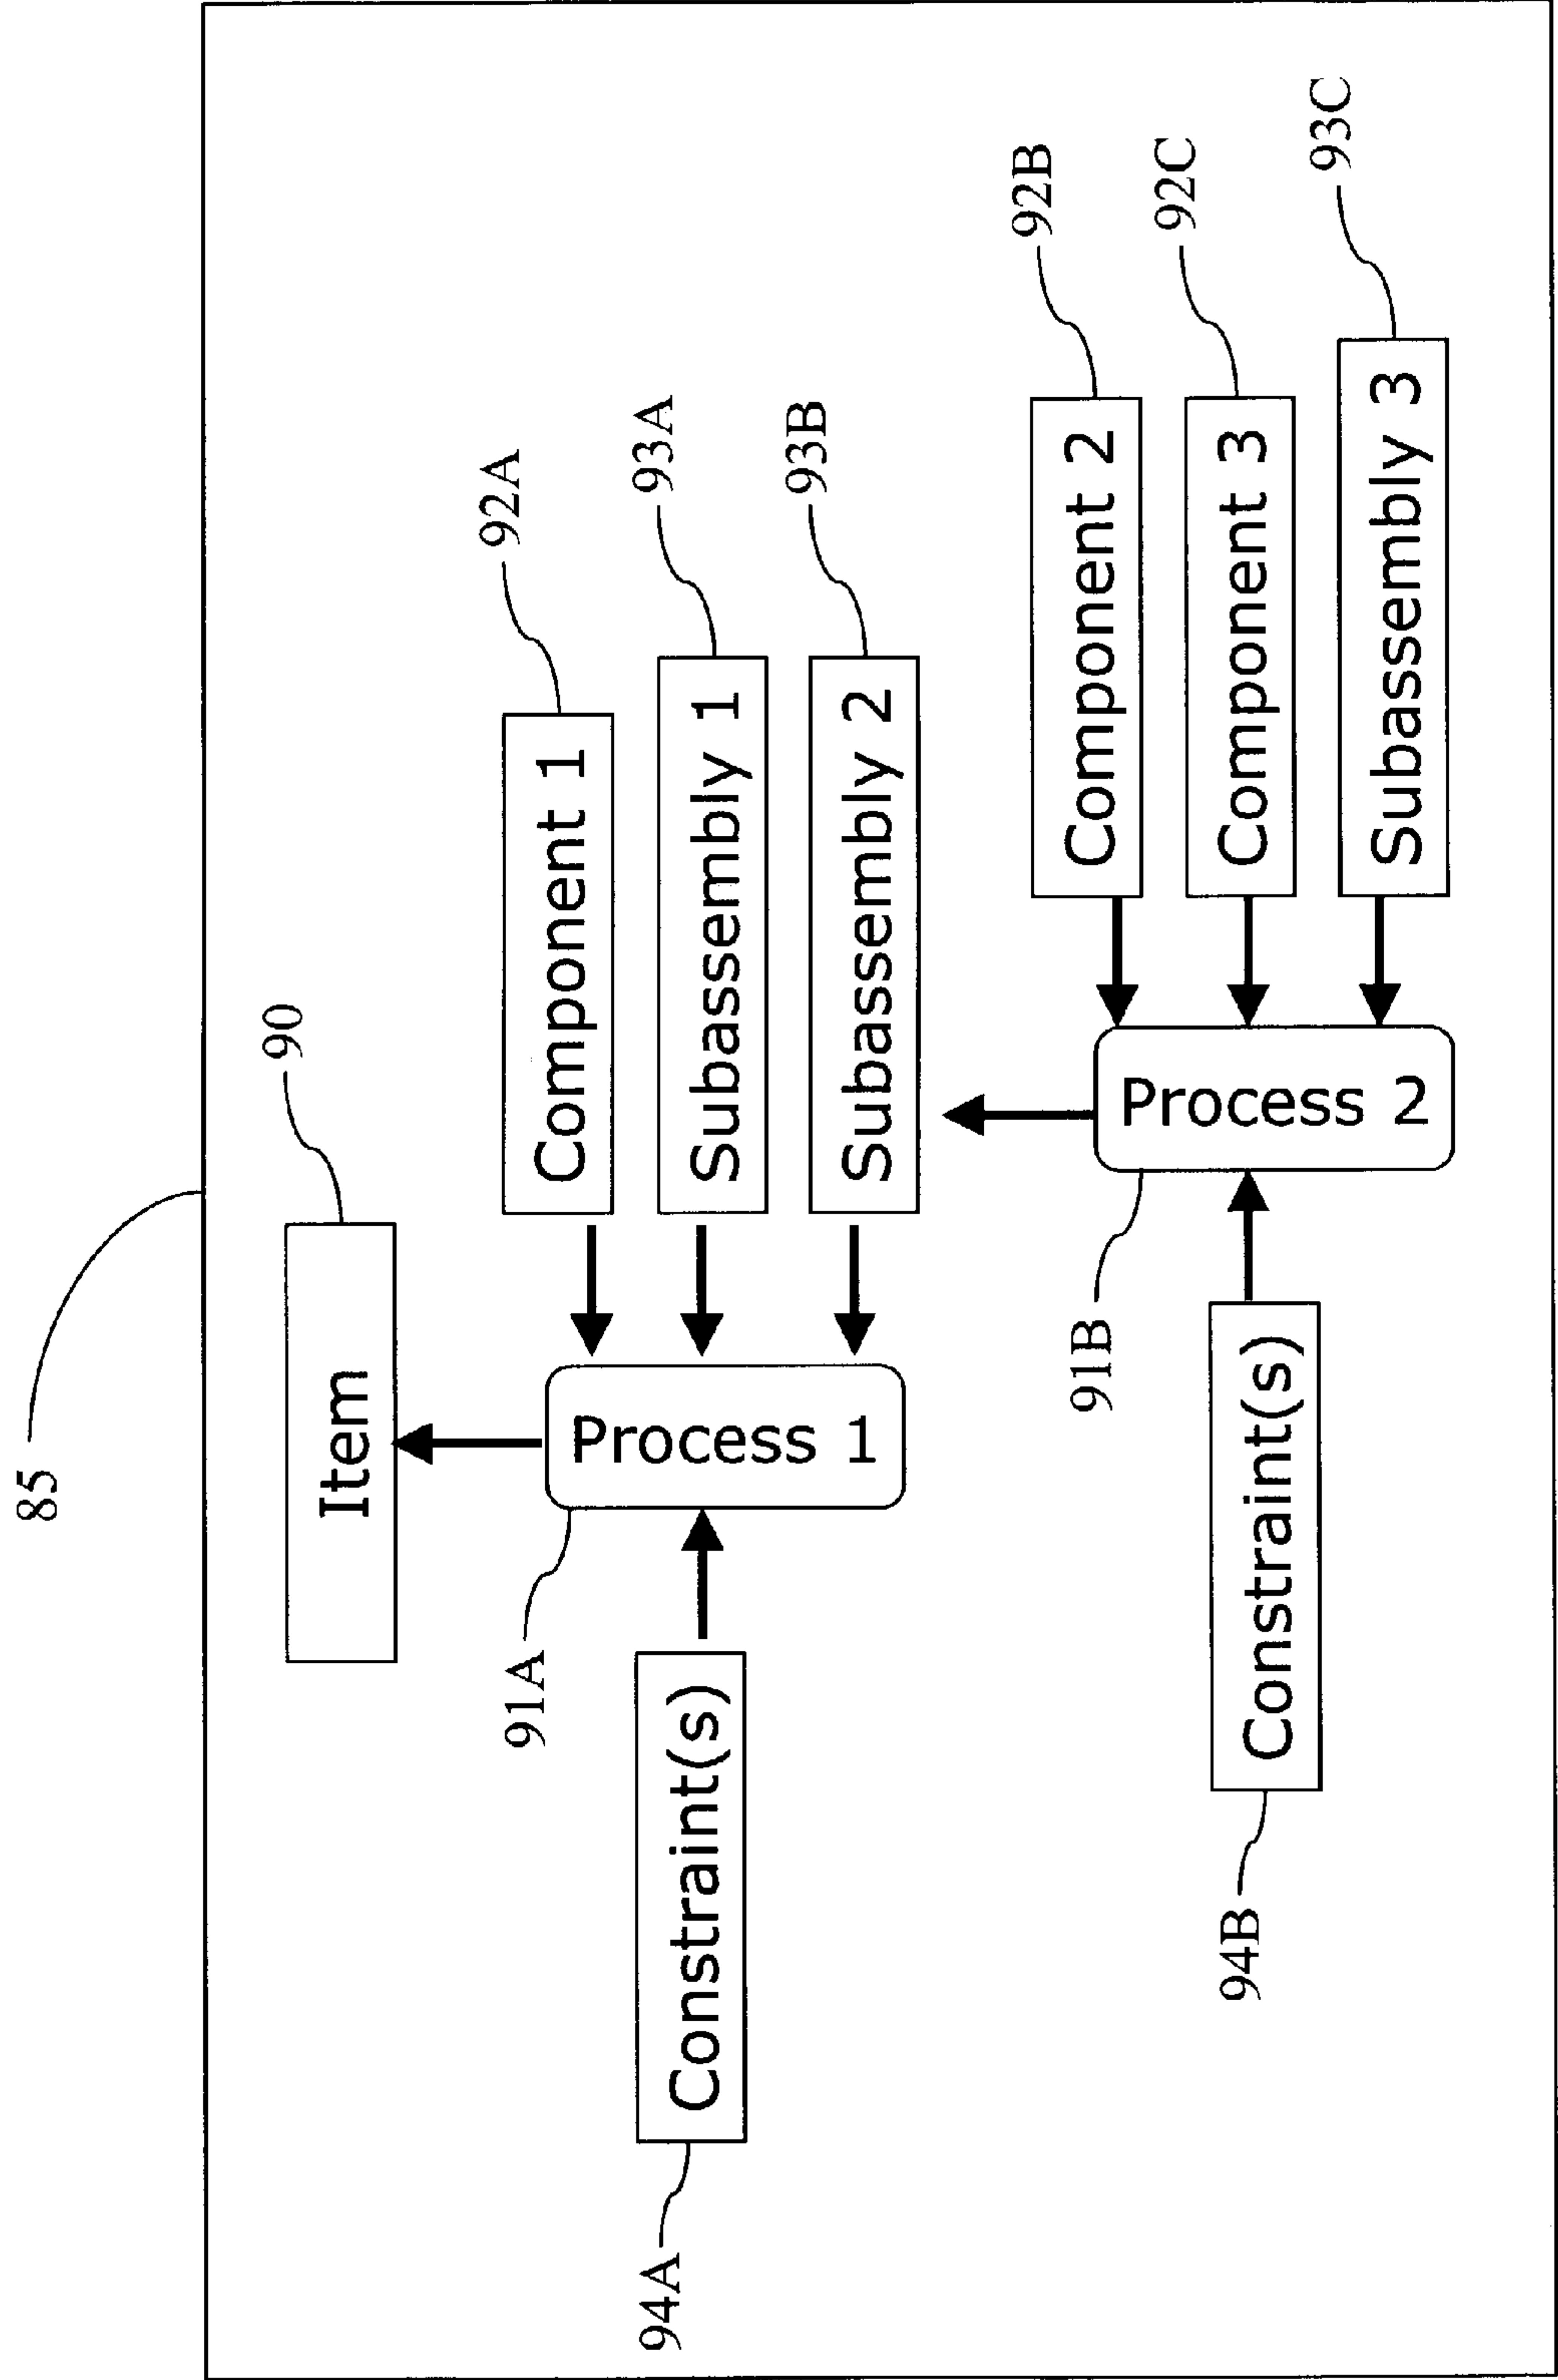 85
90
Item
92A
Component 1
91A
Process 1
93A
Subassembly 1
94A
Constraint(s)
93B
Subassembly 2
92B
Component 2
91B
Process 2
92C
Component 3
94B
Constraint(s)
93C
Subassembly 3